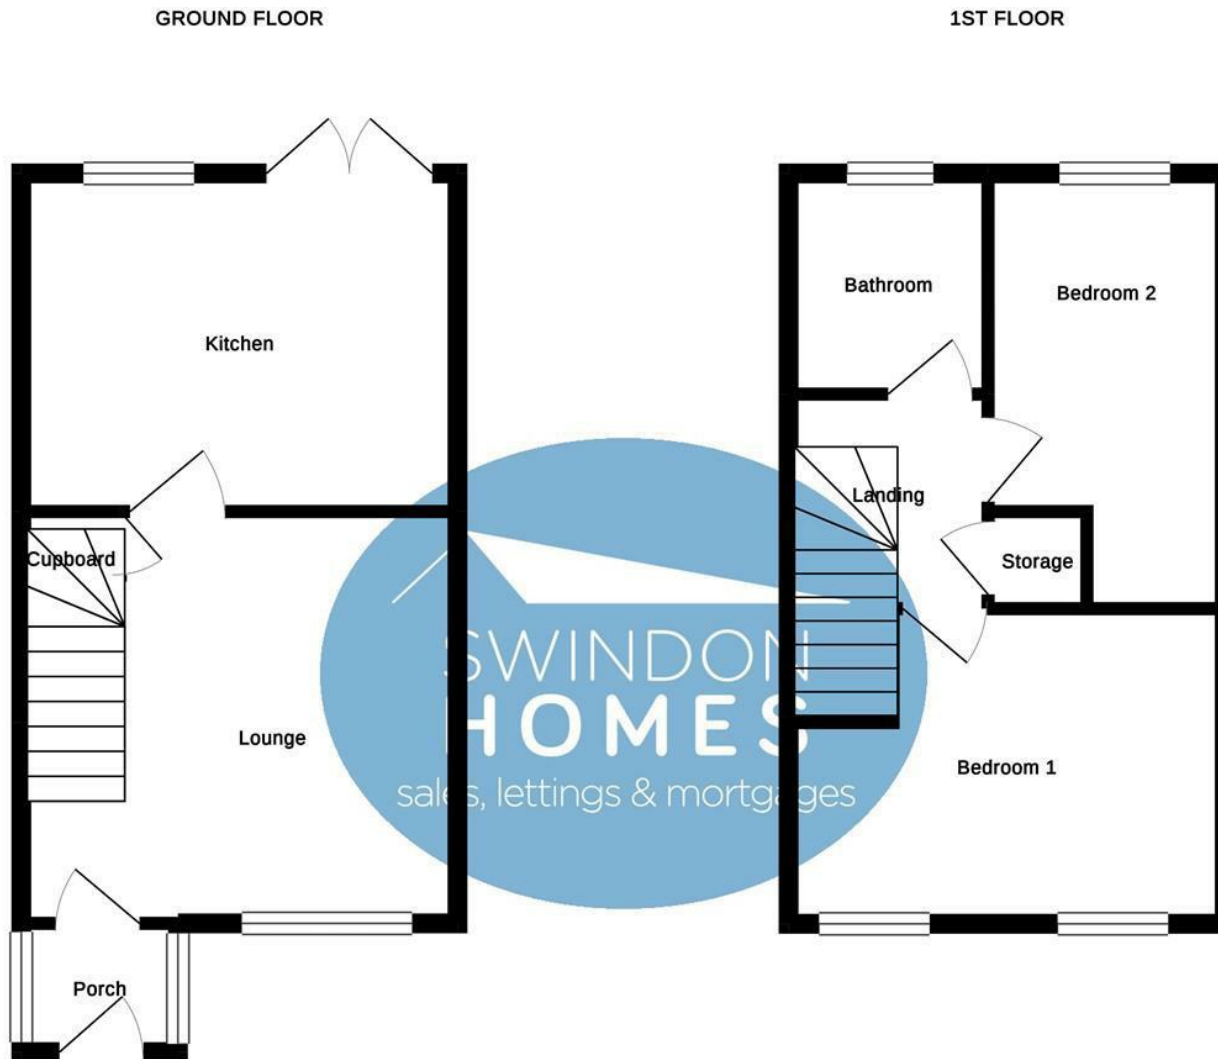 GROUND FLOOR
1ST FLOOR
Kitchen
Cupboard
Lounge
Porch
Bathroom
Bedroom 2
Landing
Storage
Bedroom 1
SWINDON
HOMES
sales, lettings & mortgages